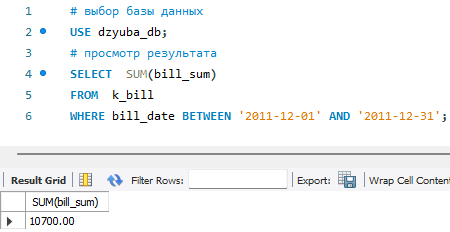 1 # выбор базы данных
2 USE dzyuba_db;
3 # просмотр результата
4 SELECT SUM(bill_sum)
5 FROM k_bill
6 WHERE bill_date BETWEEN '2011-12-01' AND '2011-12-31';
Result Grid Filter Rows: Export: Wrap Cell Conten
SUM(bill_sum)
10700.00